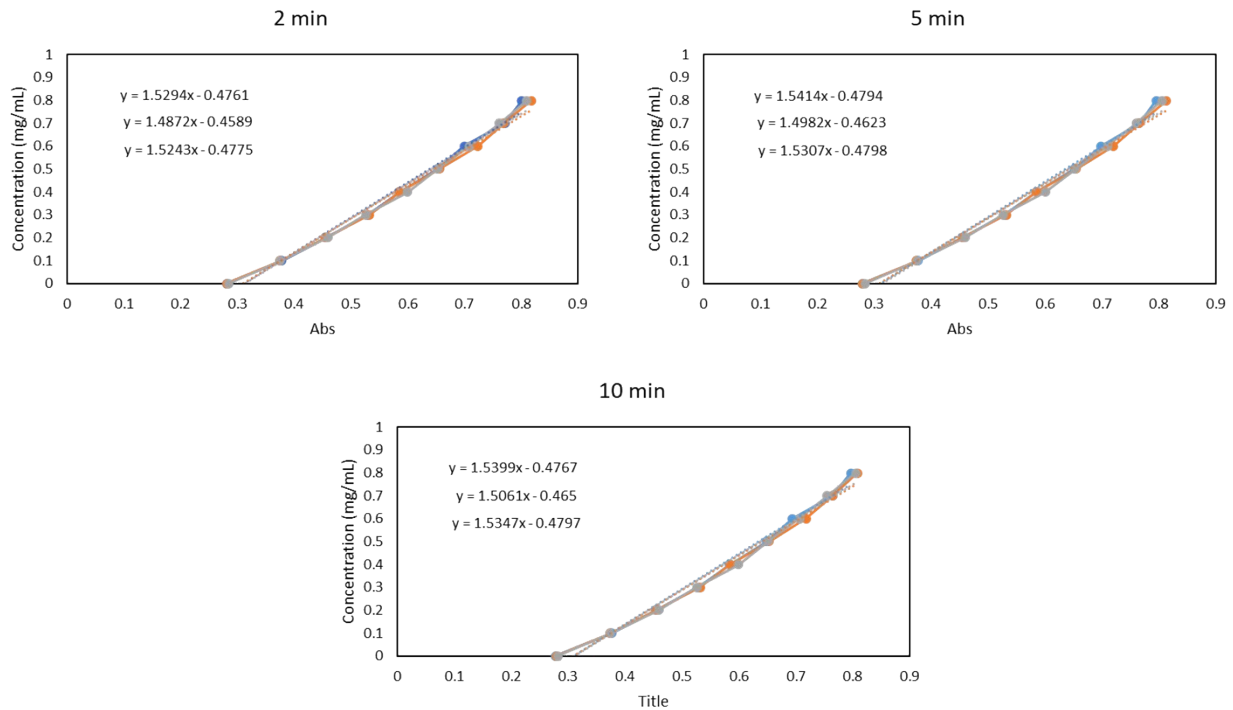 2 min
Concentration (mg/mL)
1
0.9
0.8
0.7
0.6
0.5
0.4
0.3
0.2
0.1
0
y = 1.5294x - 0.4761
y = 1.4872x - 0.4589
y = 1.5243x - 0.4775
0 0.1 0.2 0.3 0.4 0.5 0.6 0.7 0.8 0.9
Abs
5 min
Concentration (mg/mL)
1
0.9
0.8
0.7
0.6
0.5
0.4
0.3
0.2
0.1
0
y = 1.5414x - 0.4794
y = 1.4982x - 0.4623
y = 1.5307x - 0.4798
0 0.1 0.2 0.3 0.4 0.5 0.6 0.7 0.8 0.9
Abs
10 min
Concentration (mg/mL)
1
0.9
0.8
0.7
0.6
0.5
0.4
0.3
0.2
0.1
0
y = 1.5399x - 0.4767
y = 1.5061x - 0.465
y = 1.5347x - 0.4797
0 0.1 0.2 0.3 0.4 0.5 0.6 0.7 0.8 0.9
Title